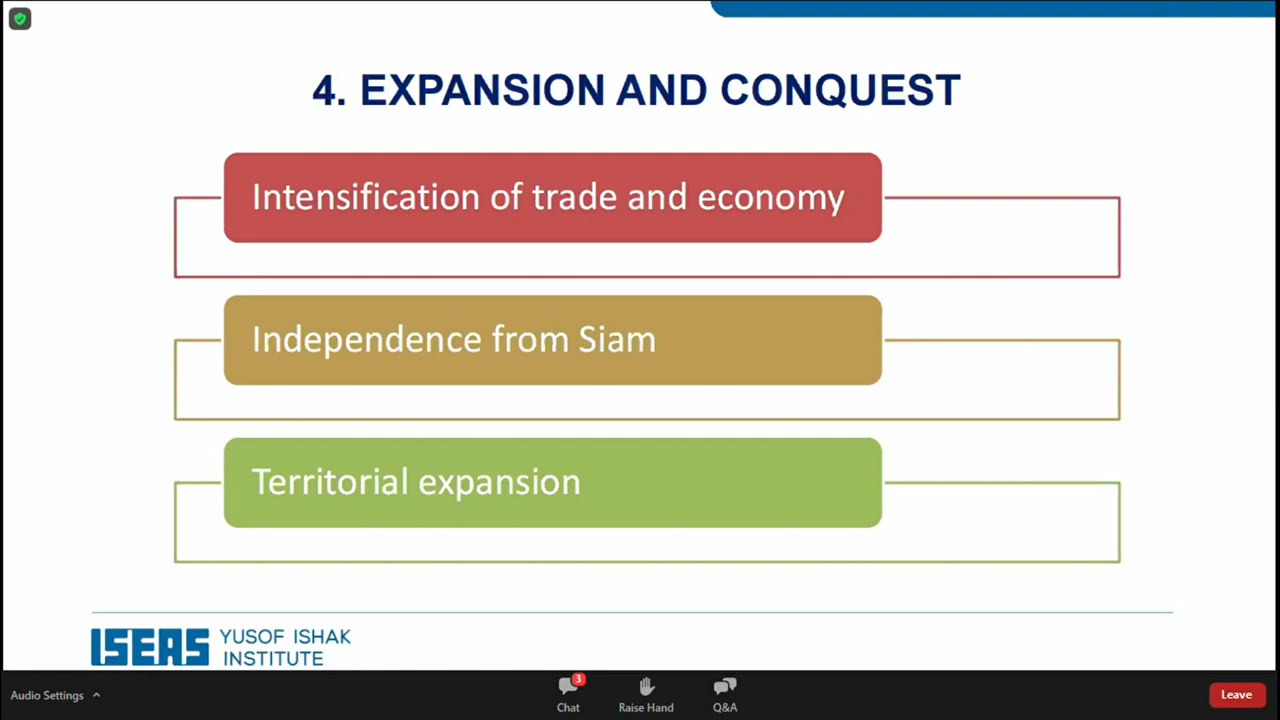 4. EXPANSION AND CONQUEST
Intensification of trade and economy
Independence from Siam
Territorial expansion
ISEAS YUSOF ISHAK
INSTITUTE
Audio Settings
3
Chat
Raise Hand
Q&A
Leave